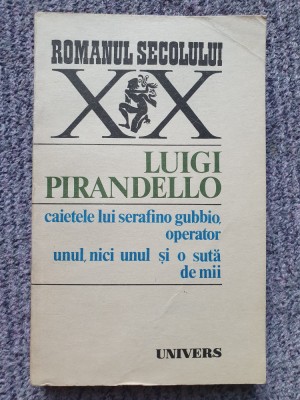 ROMANUL SECOLULUI
XX
LUIGI
PIRANDELLO
caietele lui serafino gubbio,
operator
unul, nici unul și o sută
de mii
UNIVERS